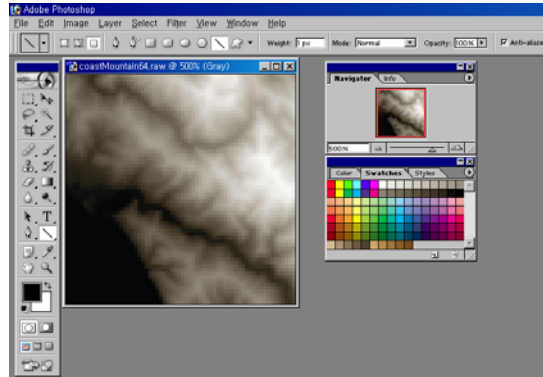 Adobe Photoshop
File Edit Image Layer Select Filter View Window Help
Weight: 1 px Mode: Normal Opacity: 100% Anti-aliase
coastMountain64.raw @ 500% (Gray)
Navigator Info
500%
Color Swatches Styles
T